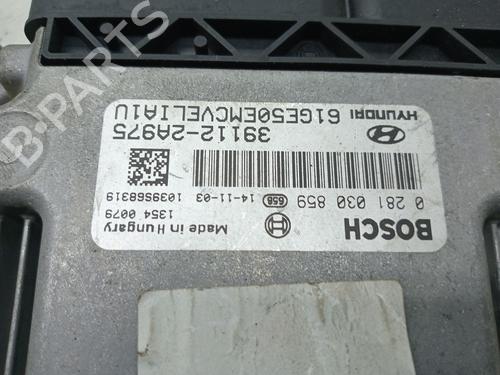 BOSCH
0 281 030 859
Made in Hungary
1354 0079
658 14-11-03 1039S68319
39112-2A975
HYUNDAI 61GE50EMCVELIA1U
B-PARTS